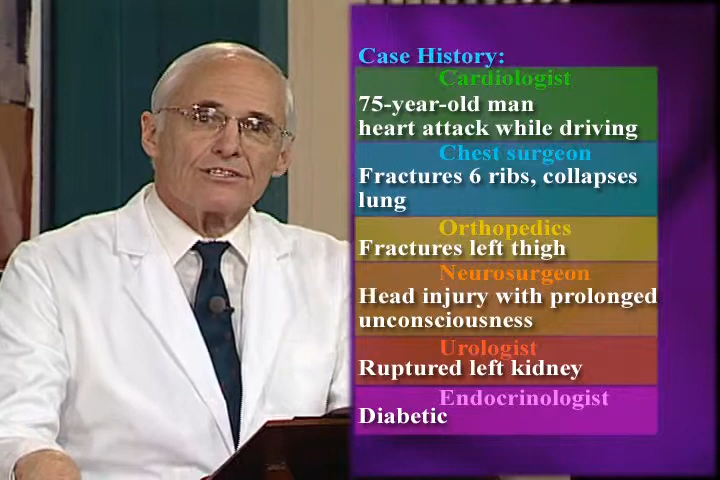 Case History:
Cardiologist
75-year-old man
heart attack while driving
Chest surgeon
Fractures 6 ribs, collapses
lung
Orthopedics
Fractures left thigh
Neurosurgeon
Head injury with prolonged
unconsciousness
Urologist
Ruptured left kidney
Endocrinologist
Diabetic